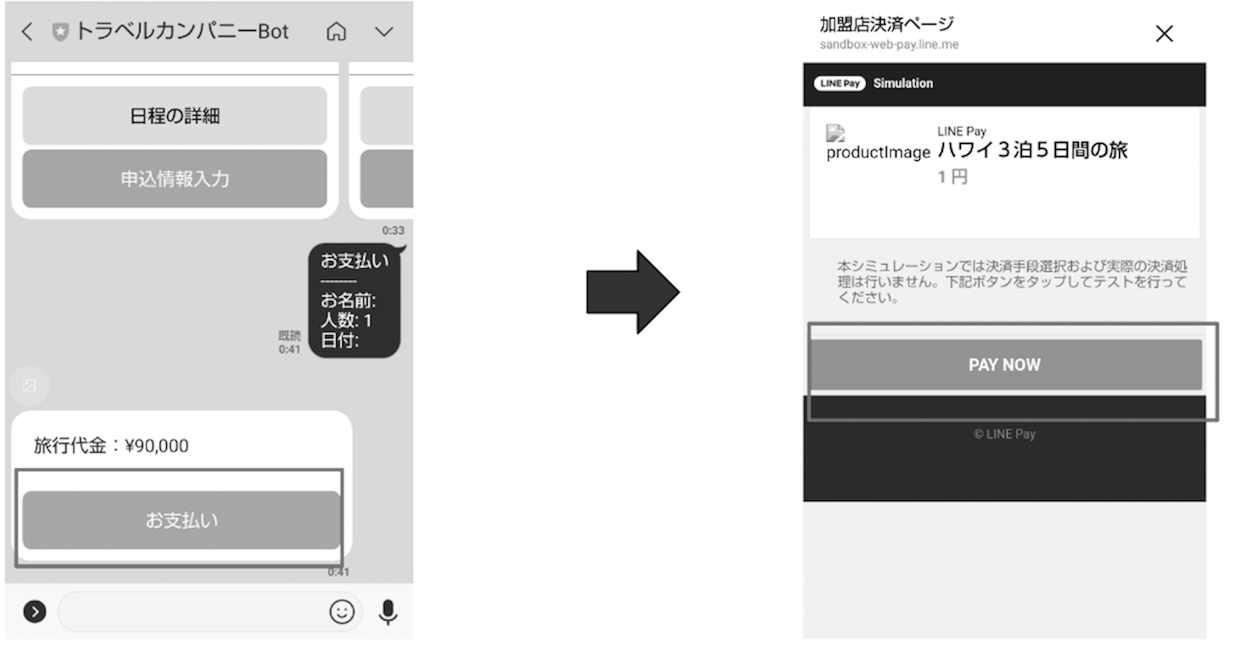 トラベルカンパニーBot
日程の詳細
申込情報入力
0:33
お支払い
--------
お名前:
人数: 1
日付:
既読
0:41
旅行代金：¥90,000
お支払い
0:41
加盟店決済ページ
sandbox-web-pay.line.me
LINE Pay Simulation
productImage
LINE Pay
ハワイ３泊５日間の旅
1 円
本シミュレーションでは決済手段選択および実際の決済処
理は行いません。下記ボタンをタップしてテストを行って
ください。
PAY NOW
© LINE Pay